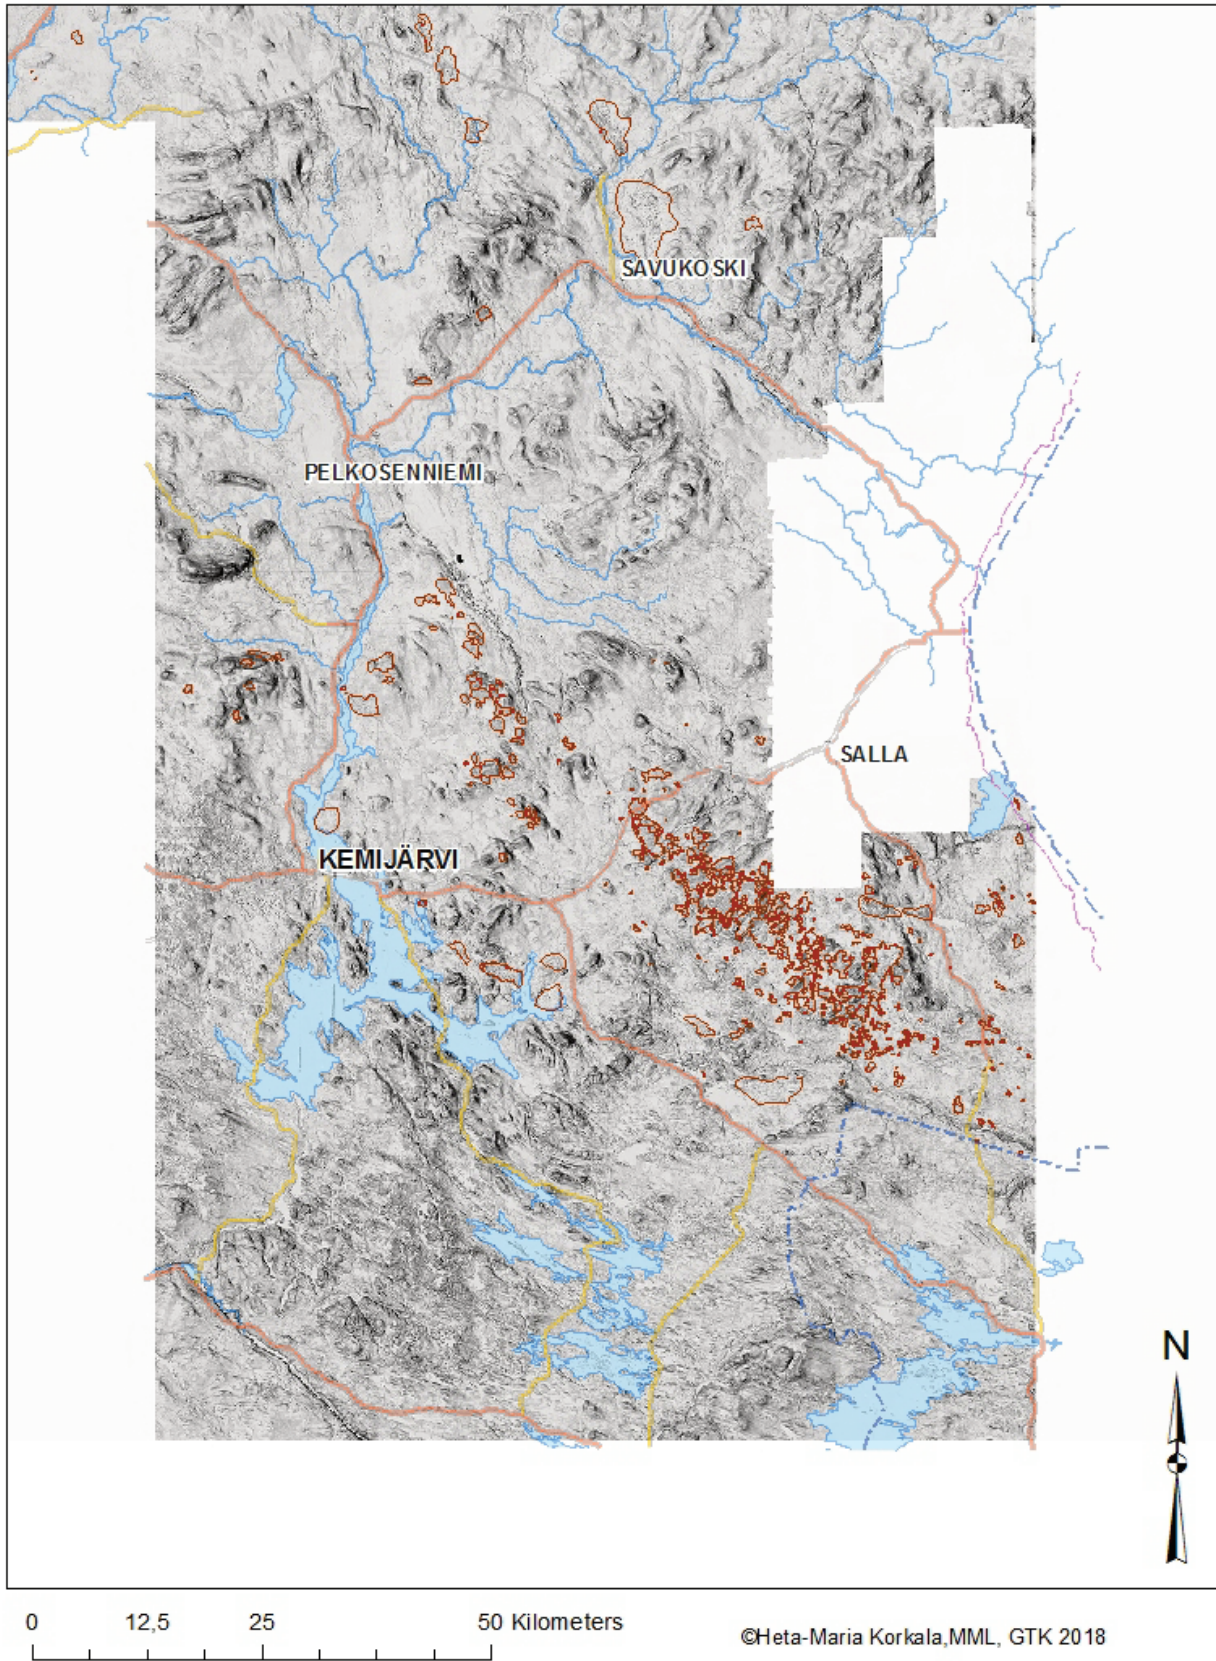 SAVUKOSKI
PELKOSENNIEMI
SALLA
KEMIJÄRVI
N
0 12,5 25 50 Kilometers
©Heta-Maria Korkala,MML, GTK 2018